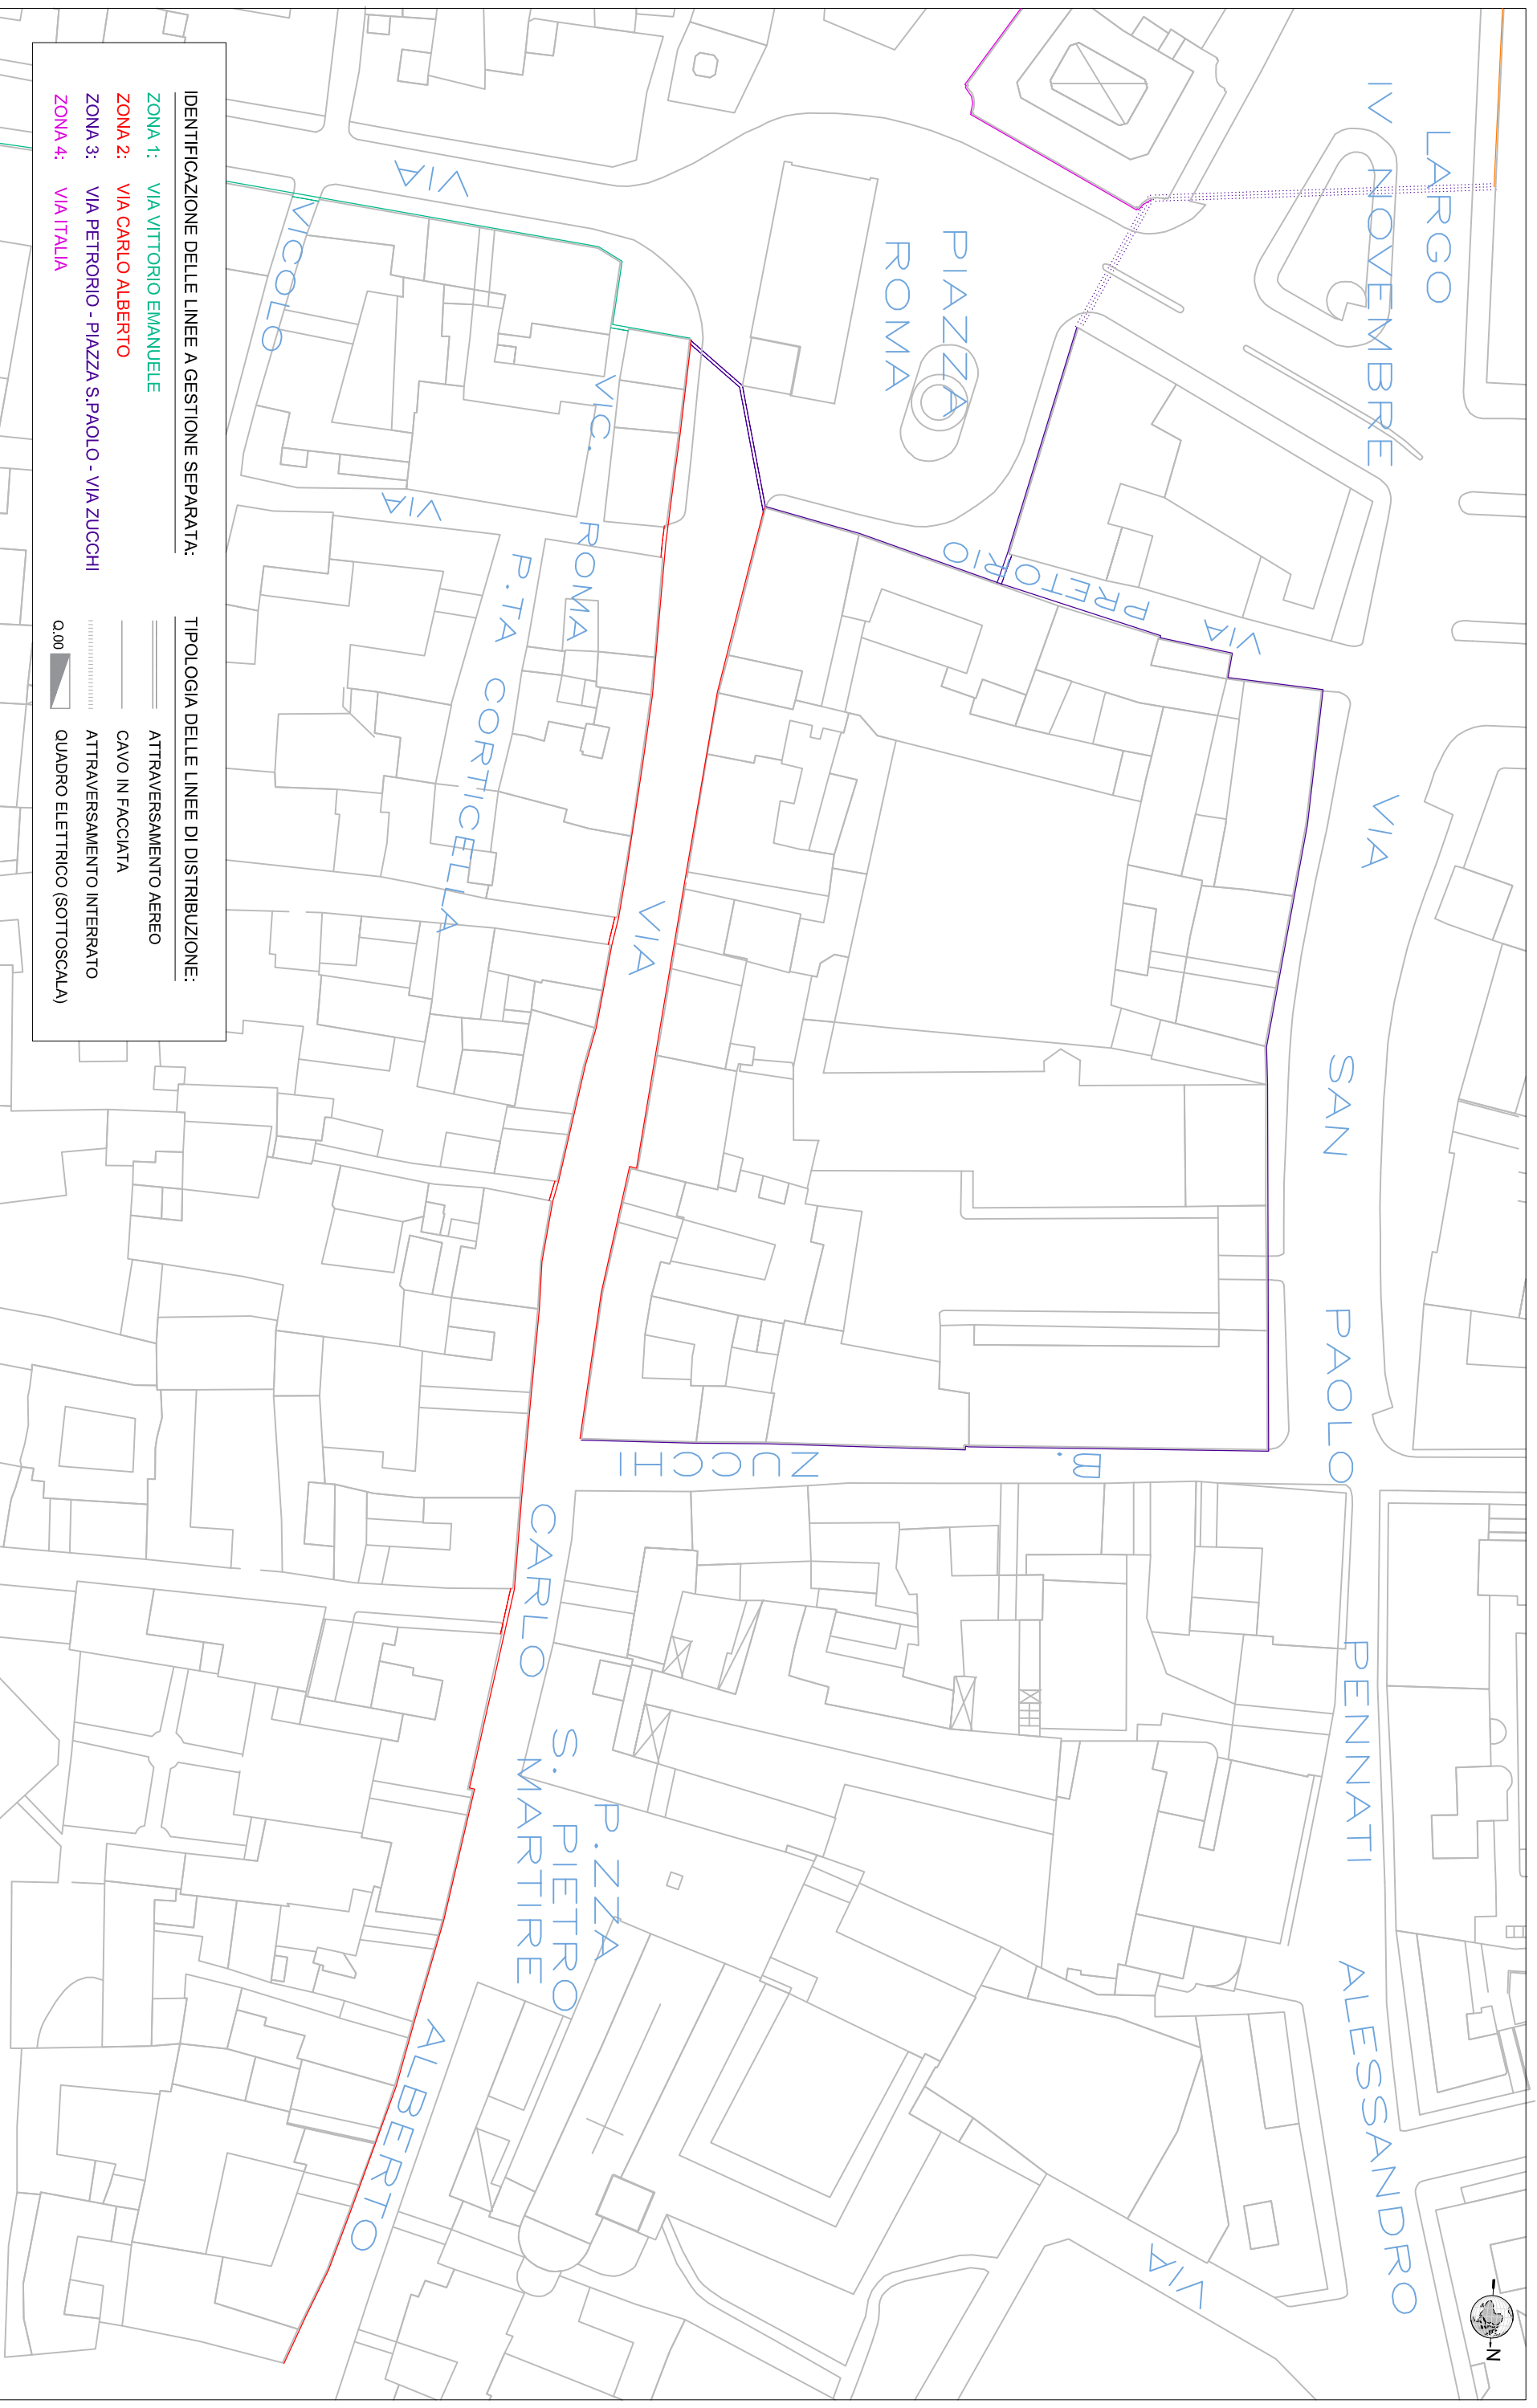 LARGO
IV NOVEMBRE
PIAZZA
ROMA
VIA
VICOLO
VIC. ROMA
VIA
P.TA CORTICELLA
VIA PRETORIO
VIA SAN PAOLO
VIA CARLO ALBERTO
B. ZUCCHI
PENNATI ALESSANDRO
VIA
P.ZZA
S. PIETRO
MARTIRE
N
IDENTIFICAZIONE DELLE LINEE A GESTIONE SEPARATA:
ZONA 1: VIA VITTORIO EMANUELE
ZONA 2: VIA CARLO ALBERTO
ZONA 3: VIA PETRORIO - PIAZZA S.PAOLO - VIA ZUCCHI
ZONA 4: VIA ITALIA
TIPOLOGIA DELLE LINEE DI DISTRIBUZIONE:
ATTRAVERSAMENTO AEREO
CAVO IN FACCIATA
ATTRAVERSAMENTO INTERRATO
Q.00 QUADRO ELETTRICO (SOTTOSCALA)